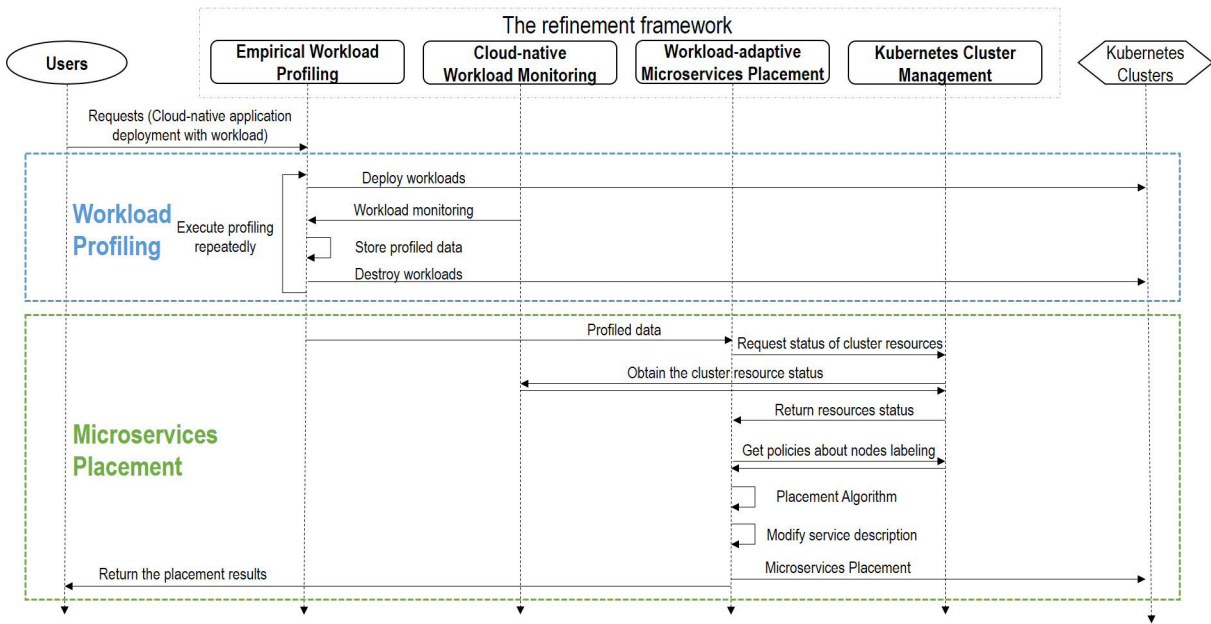 The refinement framework
Users
Empirical Workload
Profiling
Cloud-native
Workload Monitoring
Workload-adaptive
Microservices Placement
Kubernetes Cluster
Management
Kubernetes
Clusters
Requests (Cloud-native application
deployment with workload)
Workload
Profiling
Execute profiling
repeatedly
Deploy workloads
Workload monitoring
Store profiled data
Destroy workloads
Microservices
Placement
Profiled data
Request status of cluster resources
Obtain the cluster resource status
Return resources status
Get policies about nodes labeling
Placement Algorithm
Modify service description
Microservices Placement
Return the placement results